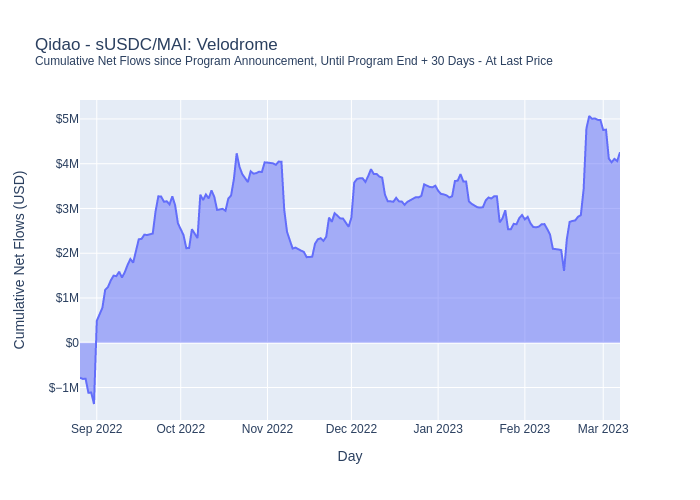 Qidao - sUSDC/MAI: Velodrome
Cumulative Net Flows since Program Announcement, Until Program End + 30 Days - At Last Price
Cumulative Net Flows (USD)
$5M
$4M
$3M
$2M
$1M
$0
$−1M
Sep 2022 Oct 2022 Nov 2022 Dec 2022 Jan 2023 Feb 2023 Mar 2023
Day